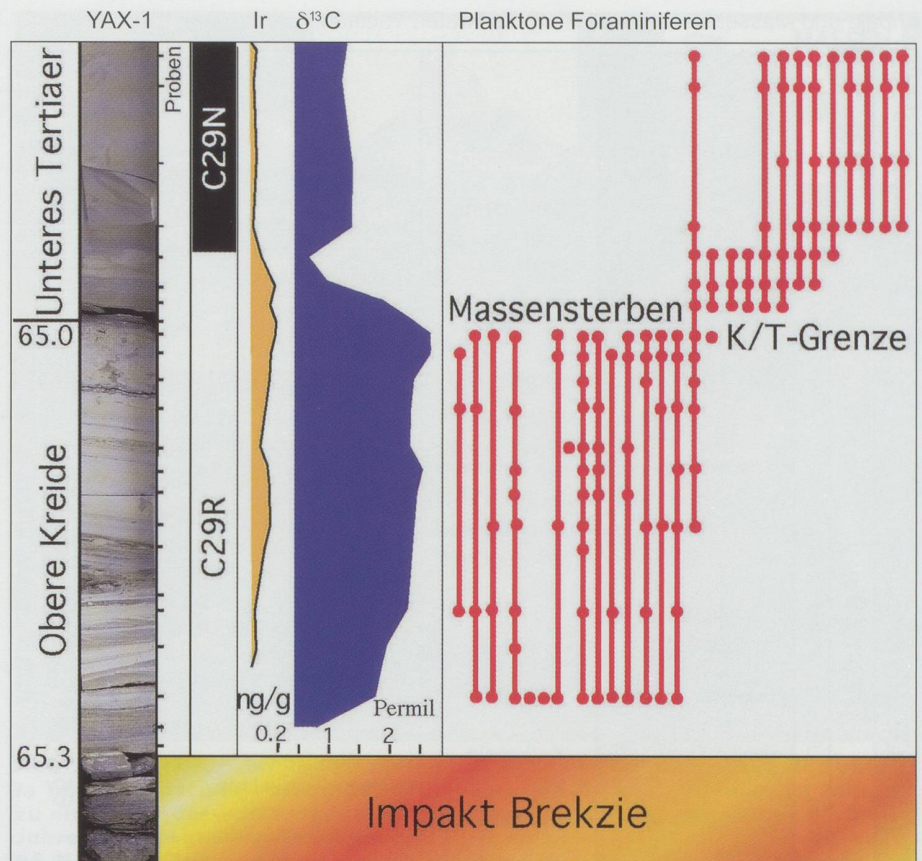 YAX-1 Ir δ¹³C Planktone Foraminiferen
Proben
Unteres Tertiaer
C29N
Massensterben
65.0
K/T-Grenze
Obere Kreide
C29R
ng/g
Permil
0.2 1 2
65.3
Impakt Brekzie